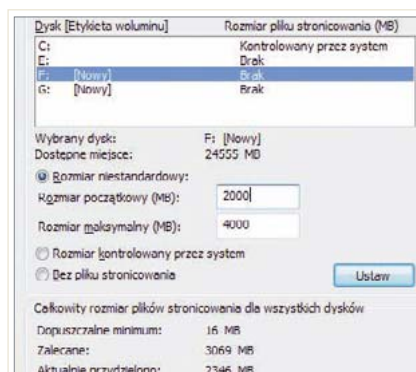 Dysk [Etykieta woluminu] Rozmiar pliku stronicowania (MB)
C: Kontrolowany przez system
E: Brak
F: [Nowy] Brak
G: [Nowy] Brak
Wybrany dysk: F: [Nowy]
Dostępne miejsce: 24555 MB
Rozmiar niestandardowy:
Rozmiar początkowy (MB): 2000
Rozmiar maksymalny (MB): 4000
Rozmiar kontrolowany przez system
Bez pliku stronicowania Ustaw
Całkowity rozmiar plików stronicowania dla wszystkich dysków
Dopuszczalne minimum: 16 MB
Zalecane: 3069 MB
Aktualnie przydzielono: 2346 MB